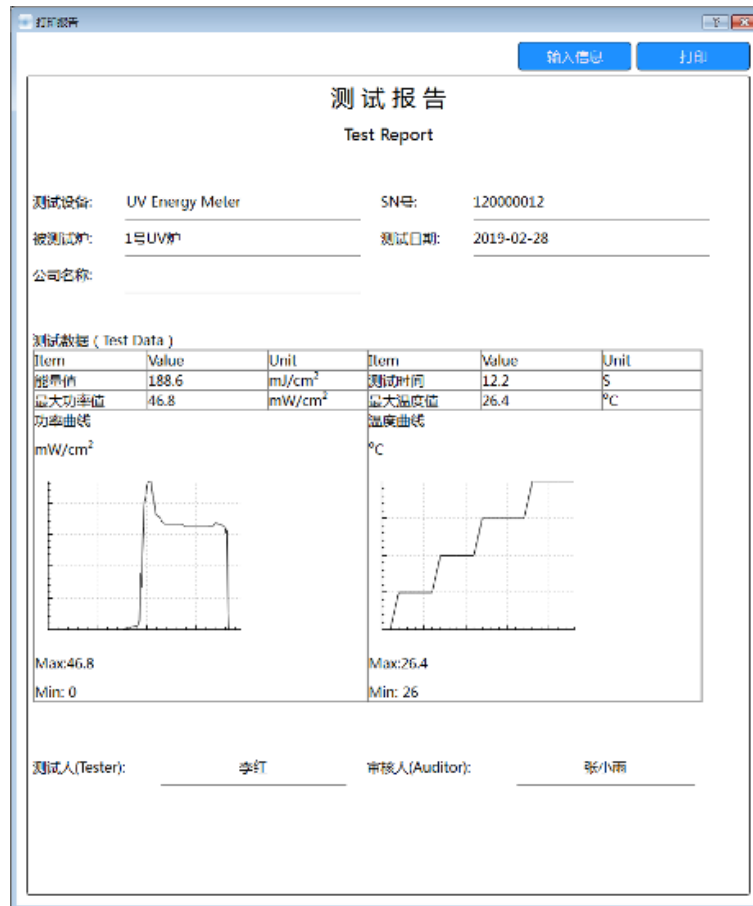 打印报告
输入信息 打印
测试报告
Test Report
测试设备: UV Energy Meter SN号: 120000012
被测试炉: 1号UV炉 测试日期: 2019-02-28
公司名称:
测试数据 ( Test Data )
Item Value Unit Item Value Unit
能量值 188.6 mJ/cm² 测试时间 12.2 S
最大功率值 46.8 mW/cm² 最大温度值 26.4 °C
功率曲线 温度曲线
mW/cm² °C
Max:46.8 Max:26.4
Min: 0 Min: 26
测试人(Tester): 李红 审核人(Auditor): 张小雨